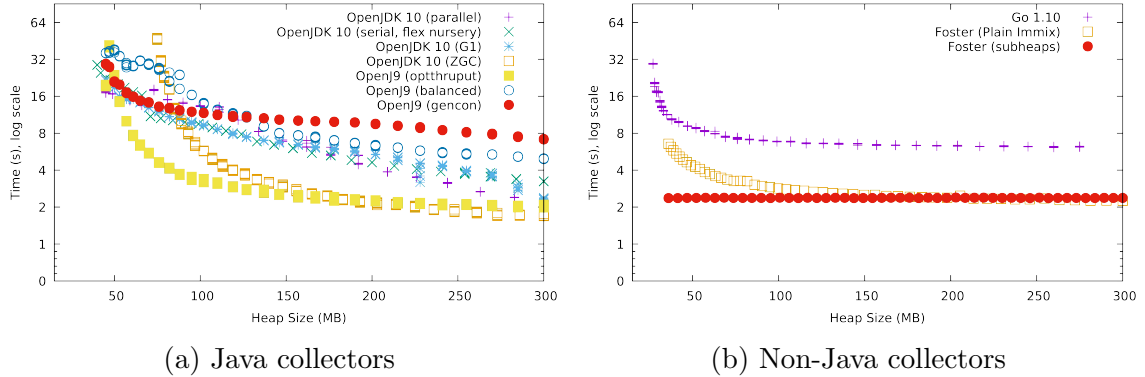 Time (s), log scale
64
32
16
8
4
2
1
0
50
100
150
200
250
300
Heap Size (MB)
OpenJDK 10 (parallel)
OpenJDK 10 (serial, flex nursery)
OpenJDK 10 (G1)
OpenJDK 10 (ZGC)
OpenJ9 (optthruput)
OpenJ9 (balanced)
OpenJ9 (gencon)
(a) Java collectors
Time (s), log scale
64
32
16
8
4
2
1
0
50
100
150
200
250
300
Heap Size (MB)
Go 1.10
Foster (Plain Immix)
Foster (subheaps)
(b) Non-Java collectors